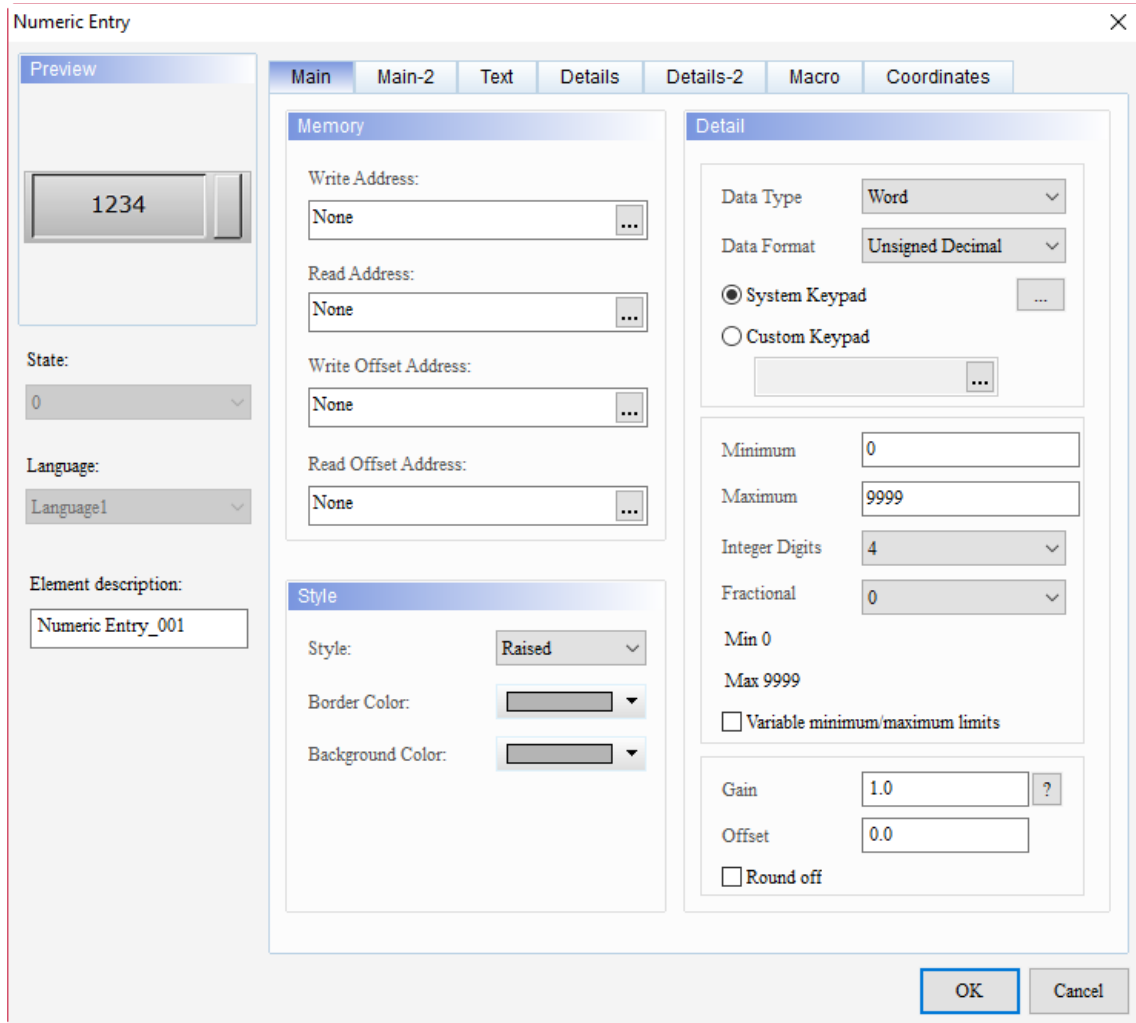 Numeric Entry
Preview
1234
State:
0
Language:
Language1
Element description:
Numeric Entry_001
Main Main-2 Text Details Details-2 Macro Coordinates
Memory
Write Address:
None ...
Read Address:
None ...
Write Offset Address:
None ...
Read Offset Address:
None ...
Style
Style: Raised
Border Color:
Background Color:
Detail
Data Type Word
Data Format Unsigned Decimal
System Keypad ...
Custom Keypad
...
Minimum 0
Maximum 9999
Integer Digits 4
Fractional 0
Min 0
Max 9999
Variable minimum/maximum limits
Gain 1.0 ?
Offset 0.0
Round off
OK Cancel